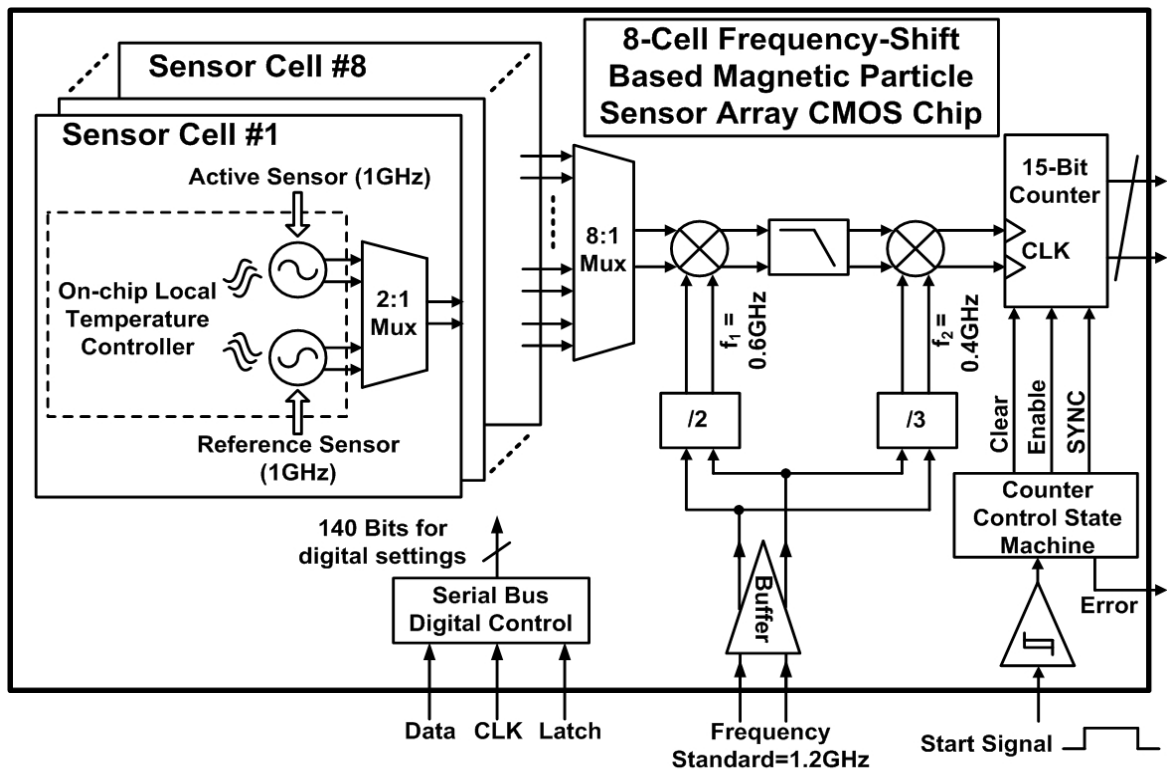 8-Cell Frequency-Shift
Based Magnetic Particle
Sensor Array CMOS Chip
Sensor Cell #8
Sensor Cell #1
Active Sensor (1GHz)
On-chip Local
Temperature
Controller
2:1
Mux
Reference Sensor
(1GHz)
8:1
Mux
f1 =
0.6GHz
f2 =
0.4GHz
15-Bit
Counter
CLK
/2
/3
Clear
Enable
SYNC
Counter
Control State
Machine
Error
140 Bits for
digital settings
Serial Bus
Digital Control
Buffer
Data CLK Latch
Frequency
Standard=1.2GHz
Start Signal